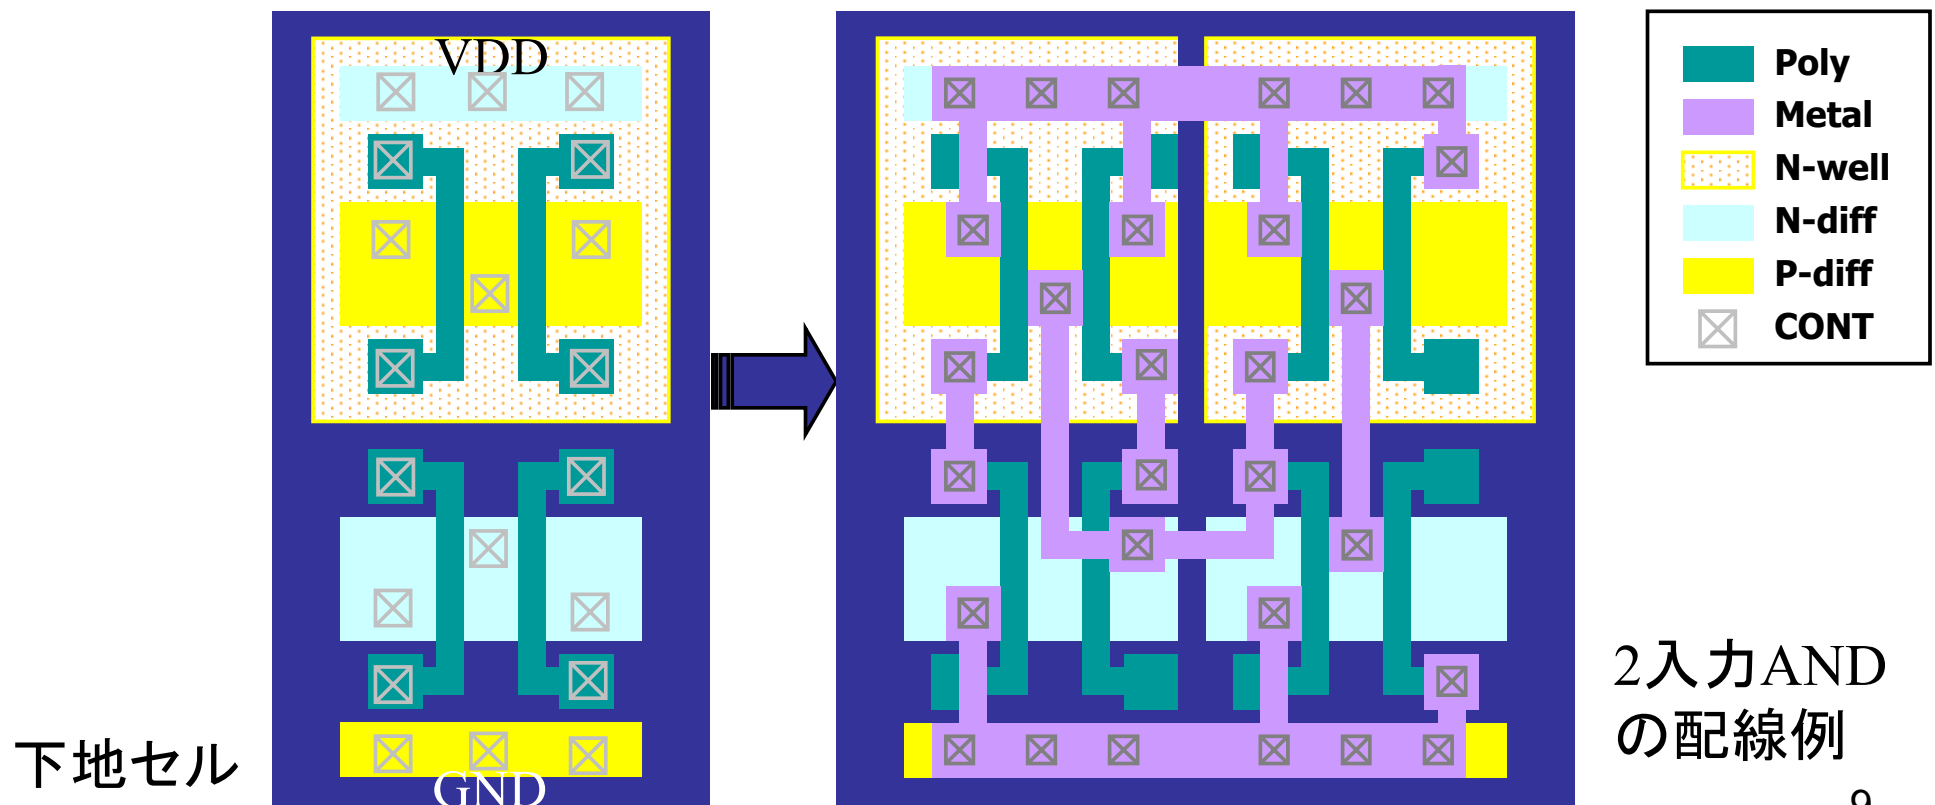 VDD
Poly
Metal
N-well
N-diff
P-diff
CONT
2入力AND
の配線例
下地セル
GND
9